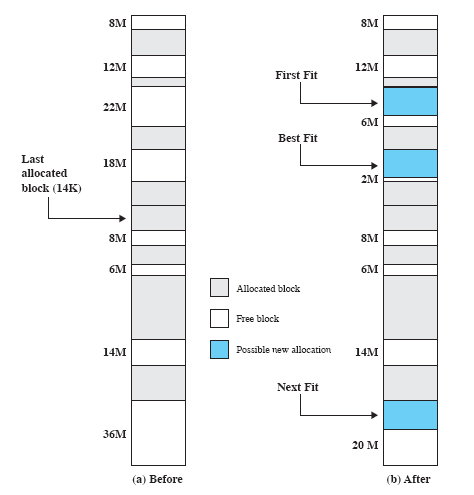 8M
12M
22M
18M
Last
allocated
block (14K)
8M
6M
14M
36M
(a) Before
8M
12M
First Fit
6M
Best Fit
2M
8M
6M
Allocated block
Free block
Possible new allocation
14M
Next Fit
20 M
(b) After